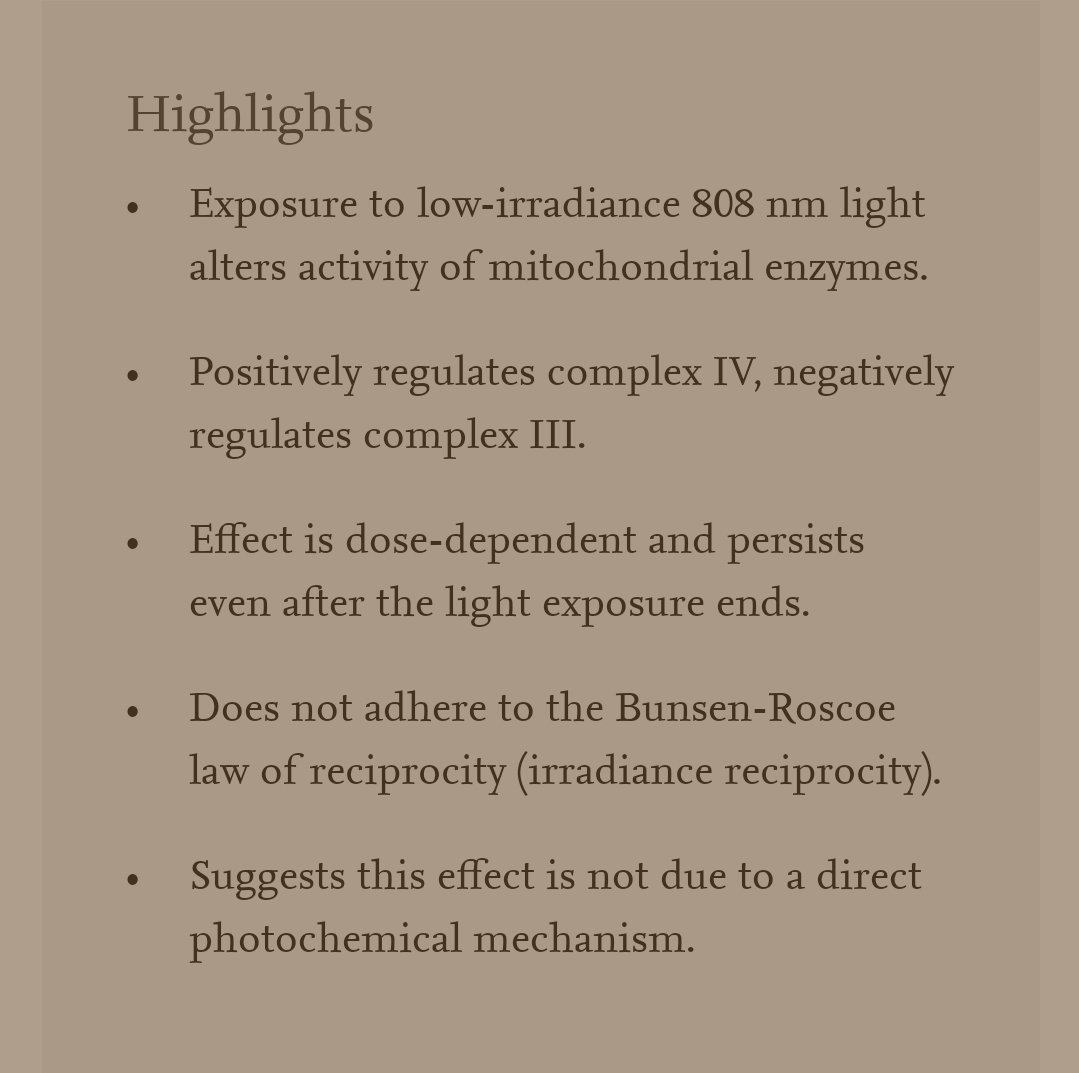 Highlights
• Exposure to low-irradiance 808 nm light
alters activity of mitochondrial enzymes.
• Positively regulates complex IV, negatively
regulates complex III.
• Effect is dose-dependent and persists
even after the light exposure ends.
• Does not adhere to the Bunsen-Roscoe
law of reciprocity (irradiance reciprocity).
• Suggests this effect is not due to a direct
photochemical mechanism.